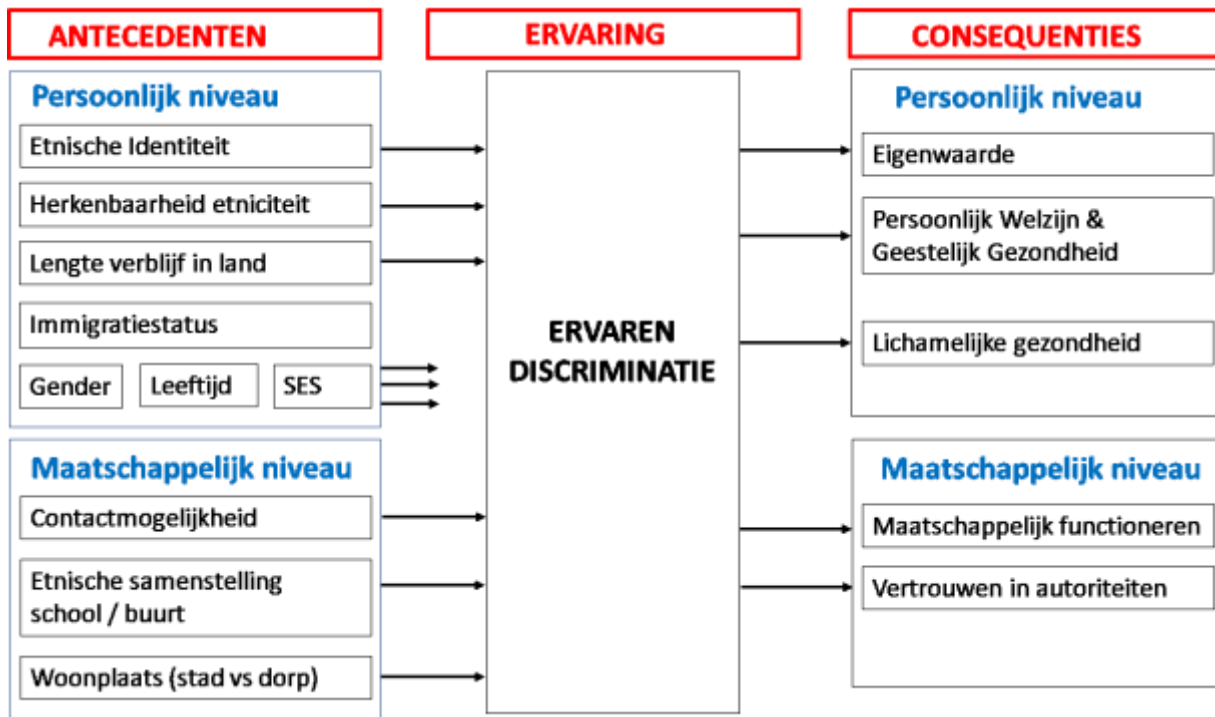 ANTECEDENTEN
Persoonlijk niveau
Etnische Identiteit
Herkenbaarheid etniciteit
Lengte verblijf in land
Immigratiestatus
Gender
Leeftijd
SES
Maatschappelijk niveau
Contactmogelijkheid
Etnische samenstelling
school / buurt
Woonplaats (stad vs dorp)
ERVARING
ERVAREN
DISCRIMINATIE
CONSEQUENTIES
Persoonlijk niveau
Eigenwaarde
Persoonlijk Welzijn &
Geestelijk Gezondheid
Lichamelijke gezondheid
Maatschappelijk niveau
Maatschappelijk functioneren
Vertrouwen in autoriteiten